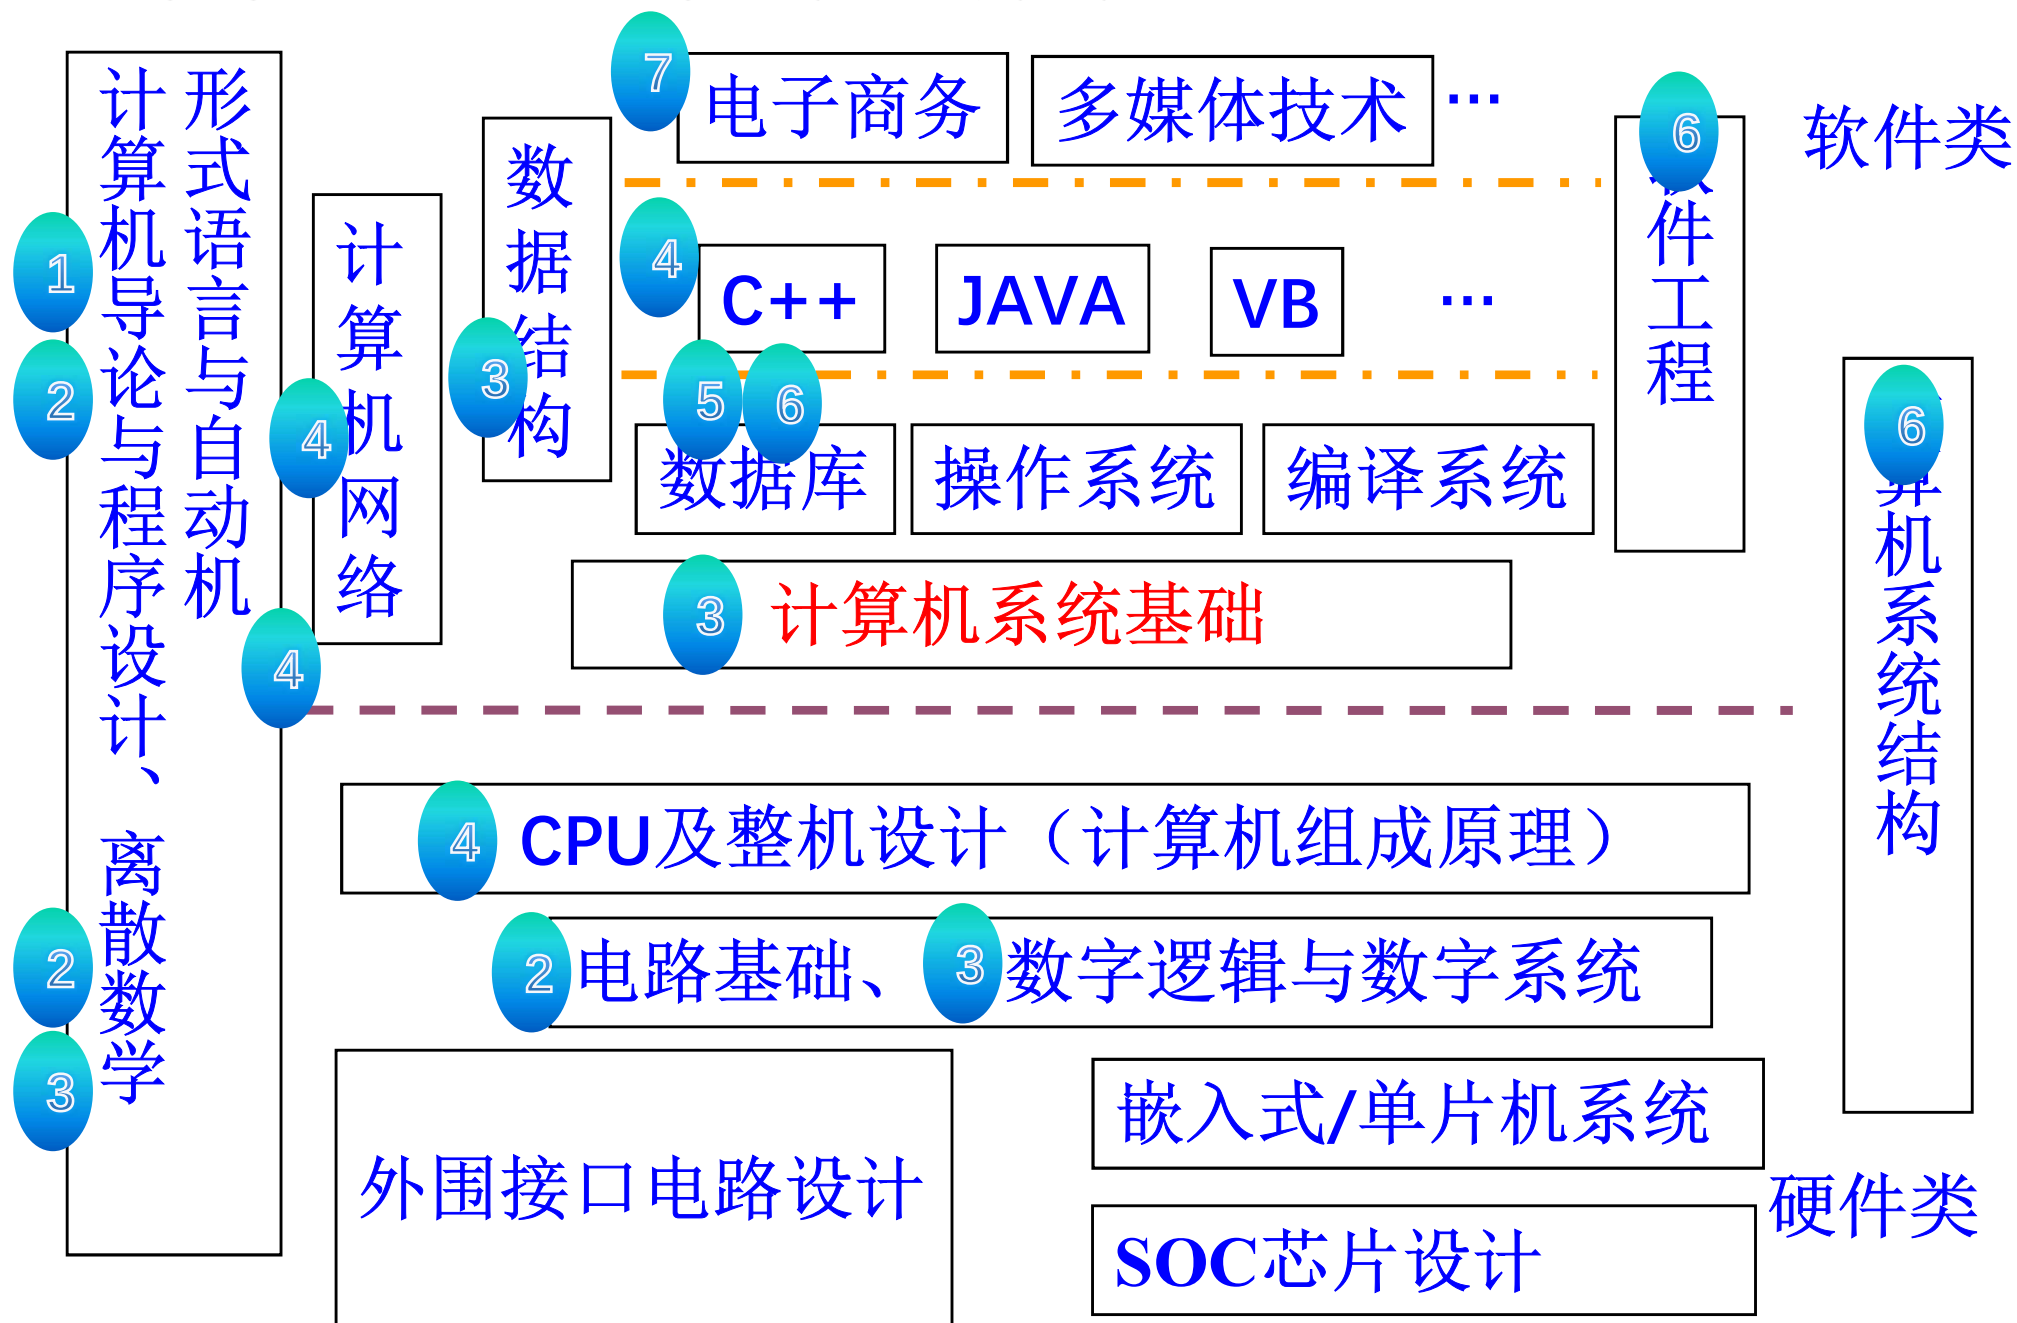 计算机导论与程序设计、离散数学
形式语言与自动机
1
2
2
3
4
4
计算机网络
3
数据结构
7
电子商务
多媒体技术
…
4
C++
JAVA
VB
…
5
6
数据库
操作系统
编译系统
3
计算机系统基础
6
件工程
软件类
6
算机系统结构
4
CPU及整机设计（计算机组成原理）
2
电路基础、
3
数字逻辑与数字系统
外围接口电路设计
嵌入式/单片机系统
SOC芯片设计
硬件类